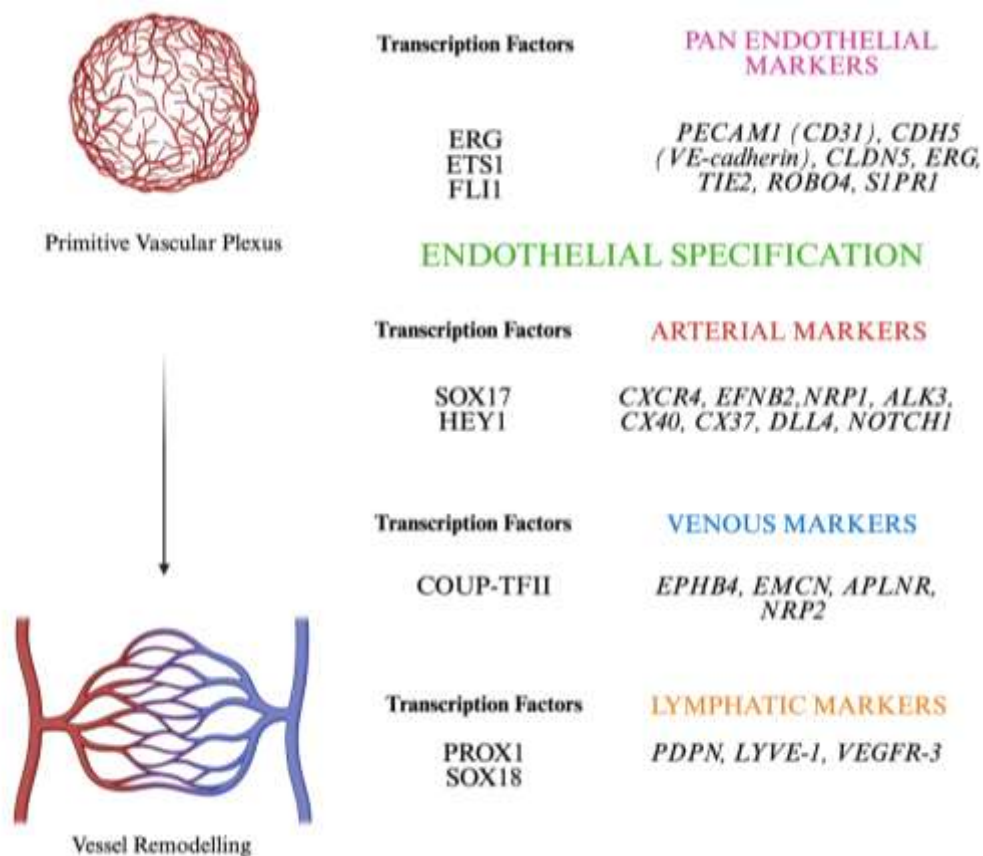 Transcription Factors
PAN ENDOTHELIAL
MARKERS
ERG
ETS1
FLI1
PECAM1 (CD31), CDH5
(VE-cadherin), CLDN5, ERG,
TIE2, ROBO4, S1PR1
Primitive Vascular Plexus
ENDOTHELIAL SPECIFICATION
Transcription Factors
ARTERIAL MARKERS
SOX17
HEY1
CXCR4, EFNB2,NRP1, ALK3,
CX40, CX37, DLL4, NOTCH1
Transcription Factors
VENOUS MARKERS
COUP-TFII
EPHB4, EMCN, APLNR,
NRP2
Transcription Factors
LYMPHATIC MARKERS
PROX1
SOX18
PDPN, LYVE-1, VEGFR-3
Vessel Remodelling